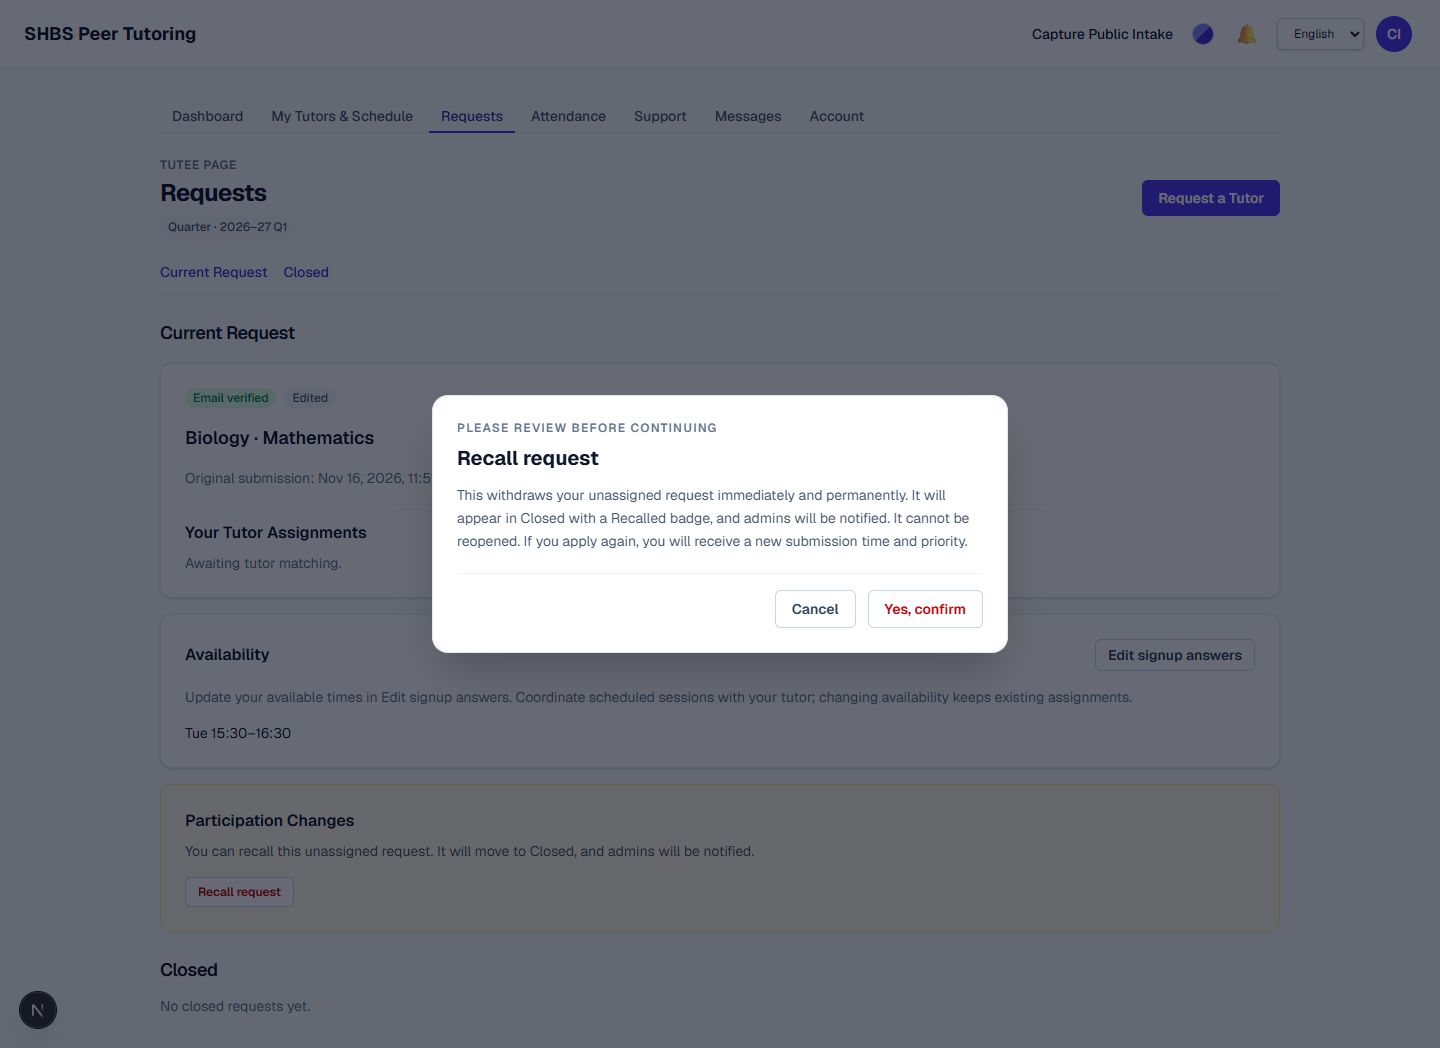 SHBS Peer Tutoring
Capture Public Intake
English
CI
Dashboard
My Tutors & Schedule
Requests
Attendance
Support
Messages
Account
TUTEE PAGE
Requests
Request a Tutor
Quarter · 2026–27 Q1
Current Request
Closed
Current Request
Email verified
Edited
Biology · Mathematics
Original submission: Nov 16, 2026,
Your Tutor Assignments
Awaiting tutor matching.
PLEASE REVIEW BEFORE CONTINUING
Recall request
This withdraws your unassigned request immediately and permanently. It will
appear in Closed with a Recalled badge, and admins will be notified. It cannot be
reopened. If you apply again, you will receive a new submission time and priority.
Cancel
Yes, confirm
Availability
Edit signup answers
Update your available times in Edit signup answers. Coordinate scheduled sessions with your tutor; changing availability keeps existing assignments.
Tue 15:30–16:30
Participation Changes
You can recall this unassigned request. It will move to Closed, and admins will be notified.
Recall request
Closed
No closed requests yet.
N